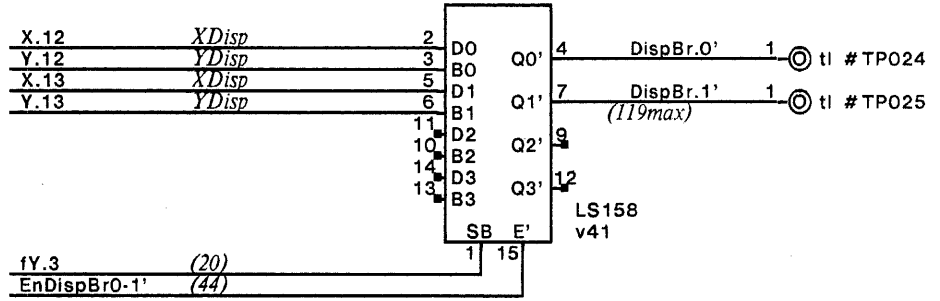 X.12 XDisp 2 D0 Q0' 4 DispBr.0' 1 tl # TP024
Y.12 YDisp 3 B0
X.13 XDisp 5 D1 Q1' 7 DispBr.1' 1 tl # TP025
Y.13 YDisp 6 B1 (119max)
11 D2 Q2' 9
10 B2
14 D3 Q3' 12
13 B3
LS158
SB E' v41
1 15
fY.3 (20)
EnDispBr0-1' (44)